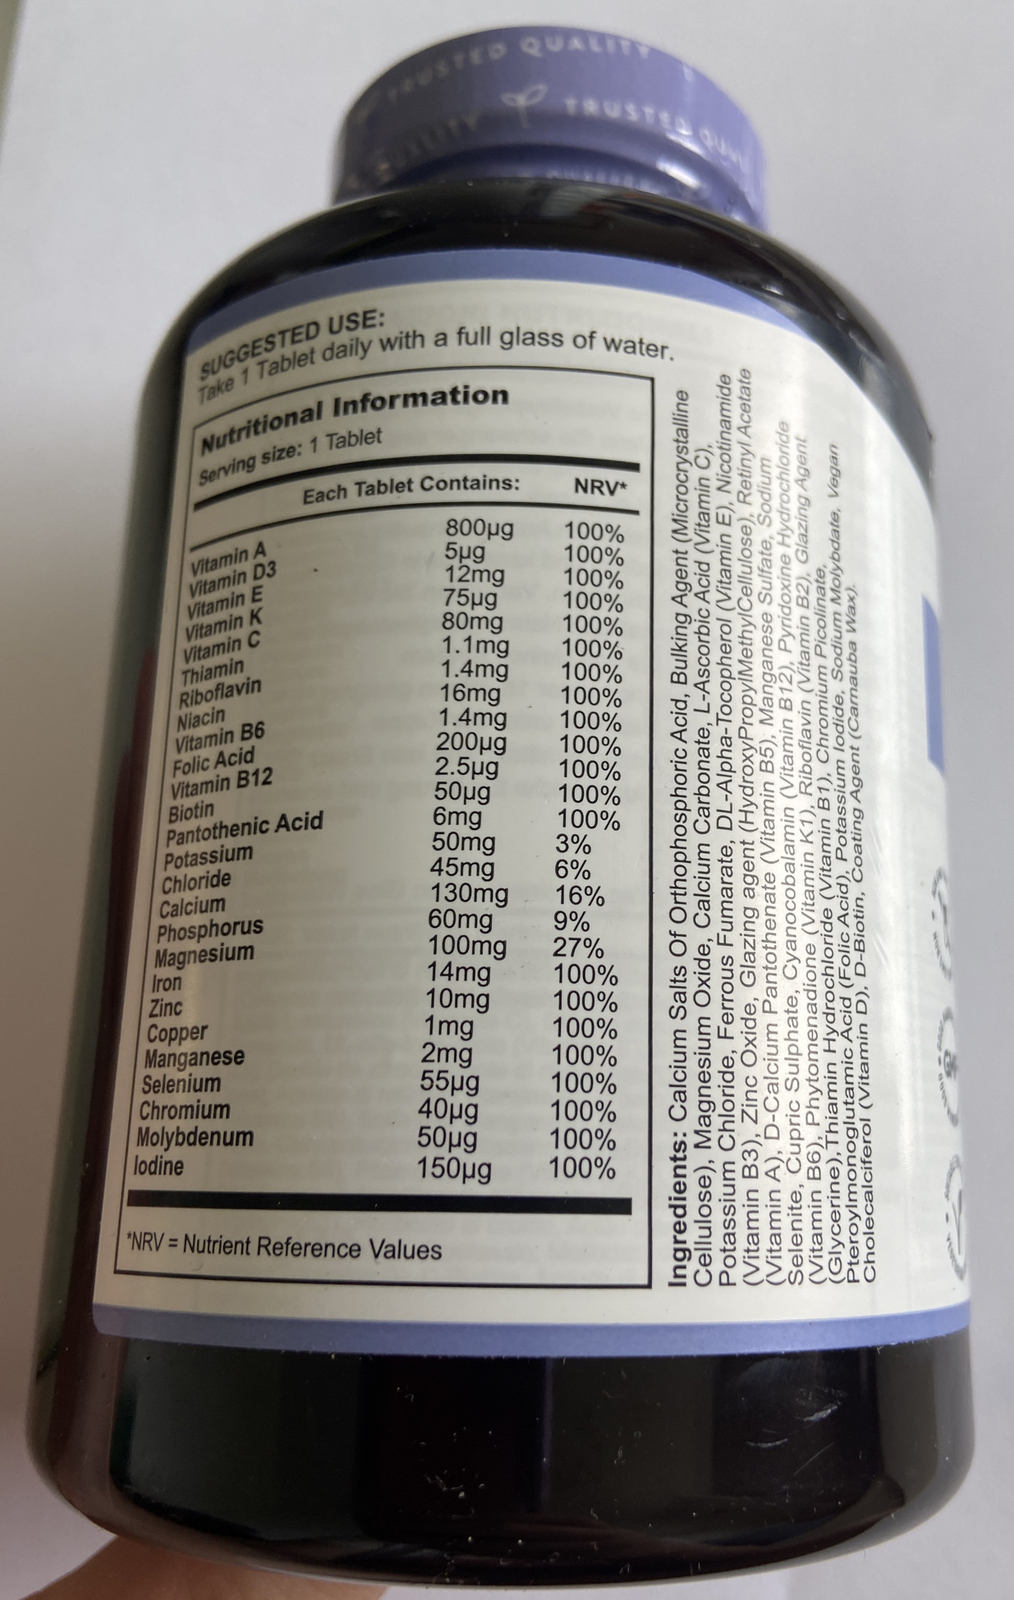 TRUSTED QUALITY
QUALITY TRUSTED
SUGGESTED USE:
Take 1 Tablet daily with a full glass of water.
Nutritional Information
Serving size: 1 Tablet
Each Tablet Contains: NRV*
Vitamin A 800µg 100%
Vitamin D3 5µg 100%
Vitamin E 12mg 100%
Vitamin K 75µg 100%
Vitamin C 80mg 100%
Thiamin 1.1mg 100%
Riboflavin 1.4mg 100%
Niacin 16mg 100%
Vitamin B6 1.4mg 100%
Folic Acid 200µg 100%
Vitamin B12 2.5µg 100%
Biotin 50µg 100%
Pantothenic Acid 6mg 100%
Potassium 50mg 3%
Chloride 45mg 6%
Calcium 130mg 16%
Phosphorus 60mg 9%
Magnesium 100mg 27%
Iron 14mg 100%
Zinc 10mg 100%
Copper 1mg 100%
Manganese 2mg 100%
Selenium 55µg 100%
Chromium 40µg 100%
Molybdenum 50µg 100%
Iodine 150µg 100%
*NRV = Nutrient Reference Values
Ingredients: Calcium Salts Of Orthophosphoric Acid, Bulking Agent (Microcrystalline
Cellulose), Magnesium Oxide, Calcium Carbonate, L-Ascorbic Acid (Vitamin C),
Potassium Chloride, Ferrous Fumarate, DL-Alpha-Tocopherol (Vitamin E), Nicotinamide
(Vitamin B3), Zinc Oxide, Glazing agent (HydroxyPropylMethylCellulose), Retinyl Acetate
(Vitamin A), D-Calcium Pantothenate (Vitamin B5), Manganese Sulfate, Sodium
Selenite, Cupric Sulphate, Cyanocobalamin (Vitamin B12), Pyridoxine Hydrochloride
(Vitamin B6), Phytomenadione (Vitamin K1), Riboflavin (Vitamin B2), Glazing Agent
(Glycerine), Thiamin Hydrochloride (Vitamin B1), Chromium Picolinate,
Pteroylmonoglutamic Acid (Folic Acid), Potassium Iodide, Sodium Molybdate, Vegan
Cholecalciferol (Vitamin D), D-Biotin, Coating Agent (Carnauba Wax).